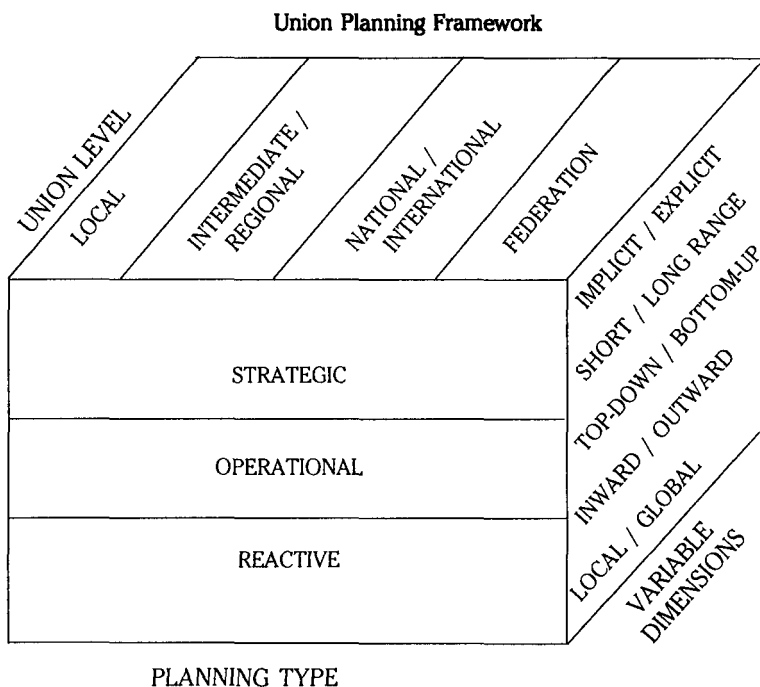 Union Planning Framework
UNION LEVEL
LOCAL
INTERMEDIATE /
REGIONAL
NATIONAL /
INTERNATIONAL
FEDERATION
IMPLICIT / EXPLICIT
SHORT / LONG RANGE
TOP-DOWN / BOTTOM-UP
INWARD / OUTWARD
LOCAL / GLOBAL
VARIABLE
DIMENSIONS
STRATEGIC
OPERATIONAL
REACTIVE
PLANNING TYPE